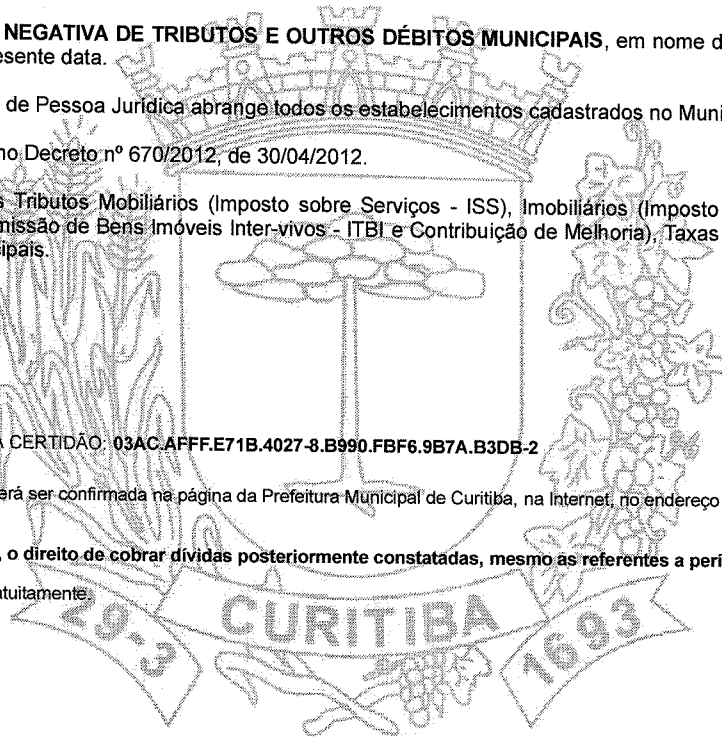 NEGATIVA DE TRIBUTOS E OUTROS DÉBITOS MUNICIPAIS, em nome d
esente data.
de Pessoa Jurídica abrange todos os estabelecimentos cadastrados no Muni
no Decreto nº 670/2012, de 30/04/2012.
s Tributos Mobiliários (Imposto sobre Serviços - ISS), Imobiliários (Imposto
missão de Bens Imóveis Inter-vivos - ITBI e Contribuição de Melhoria), Taxas
cipais.
A CERTIDÃO: 03AC.AFFF.E71B.4027-8.B990.FBF6.9B7A.B3DB-2
erá ser confirmada na página da Prefeitura Municipal de Curitiba, na Internet, no endereço
, o direito de cobrar dívidas posteriormente constatadas, mesmo as referentes a perí
atuitamente.
29-3 CURITIBA 1693